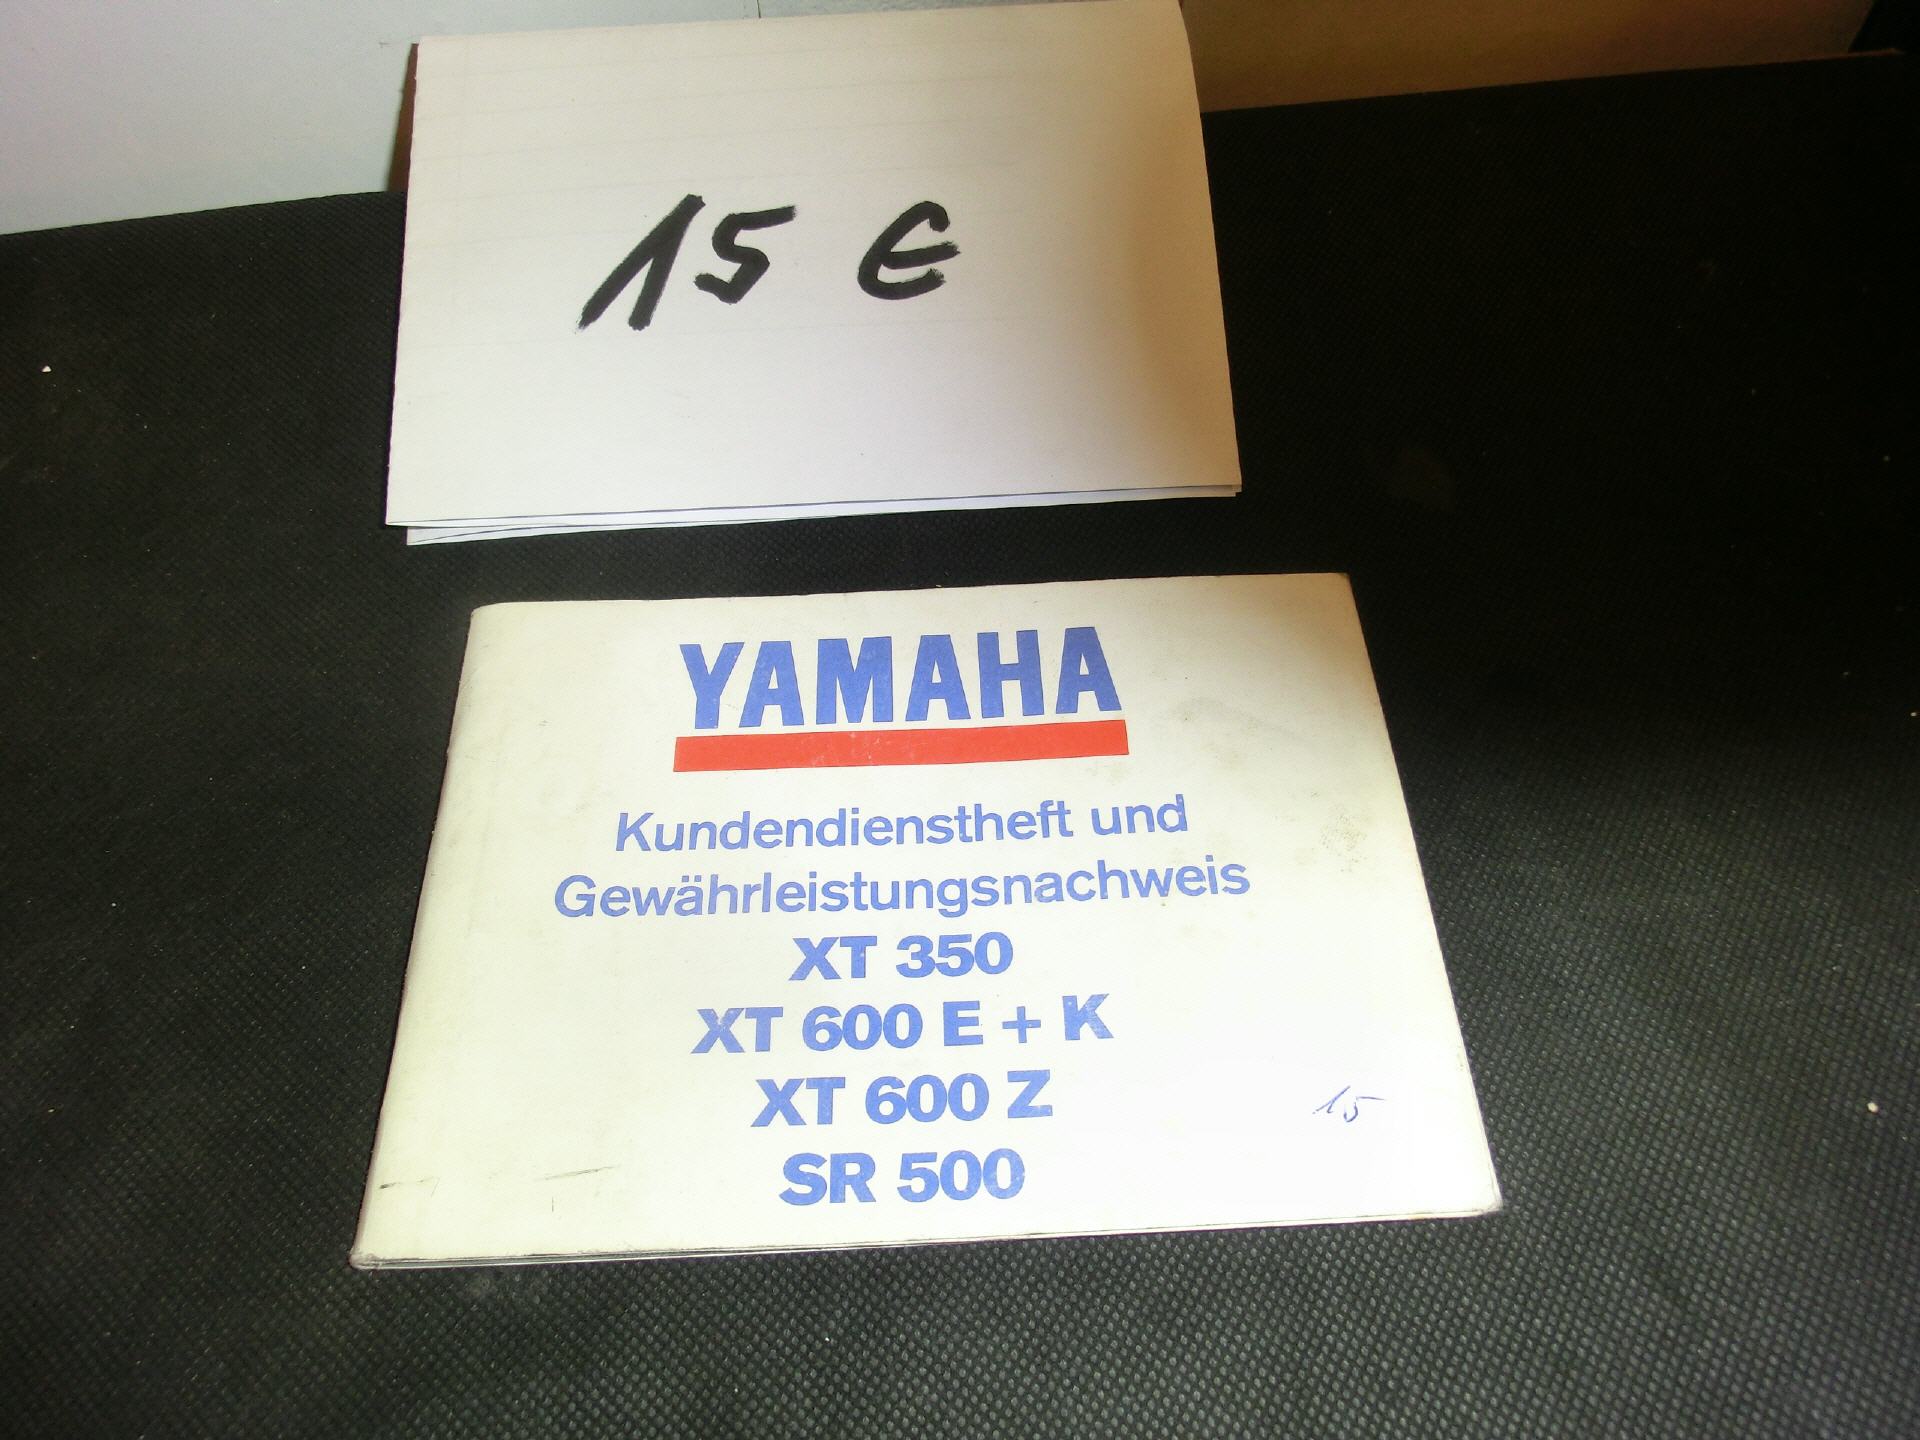 15 €
YAMAHA
Kundendienstheft und
Gewährleistungsnachweis
XT 350
XT 600 E + K
XT 600 Z
15
SR 500